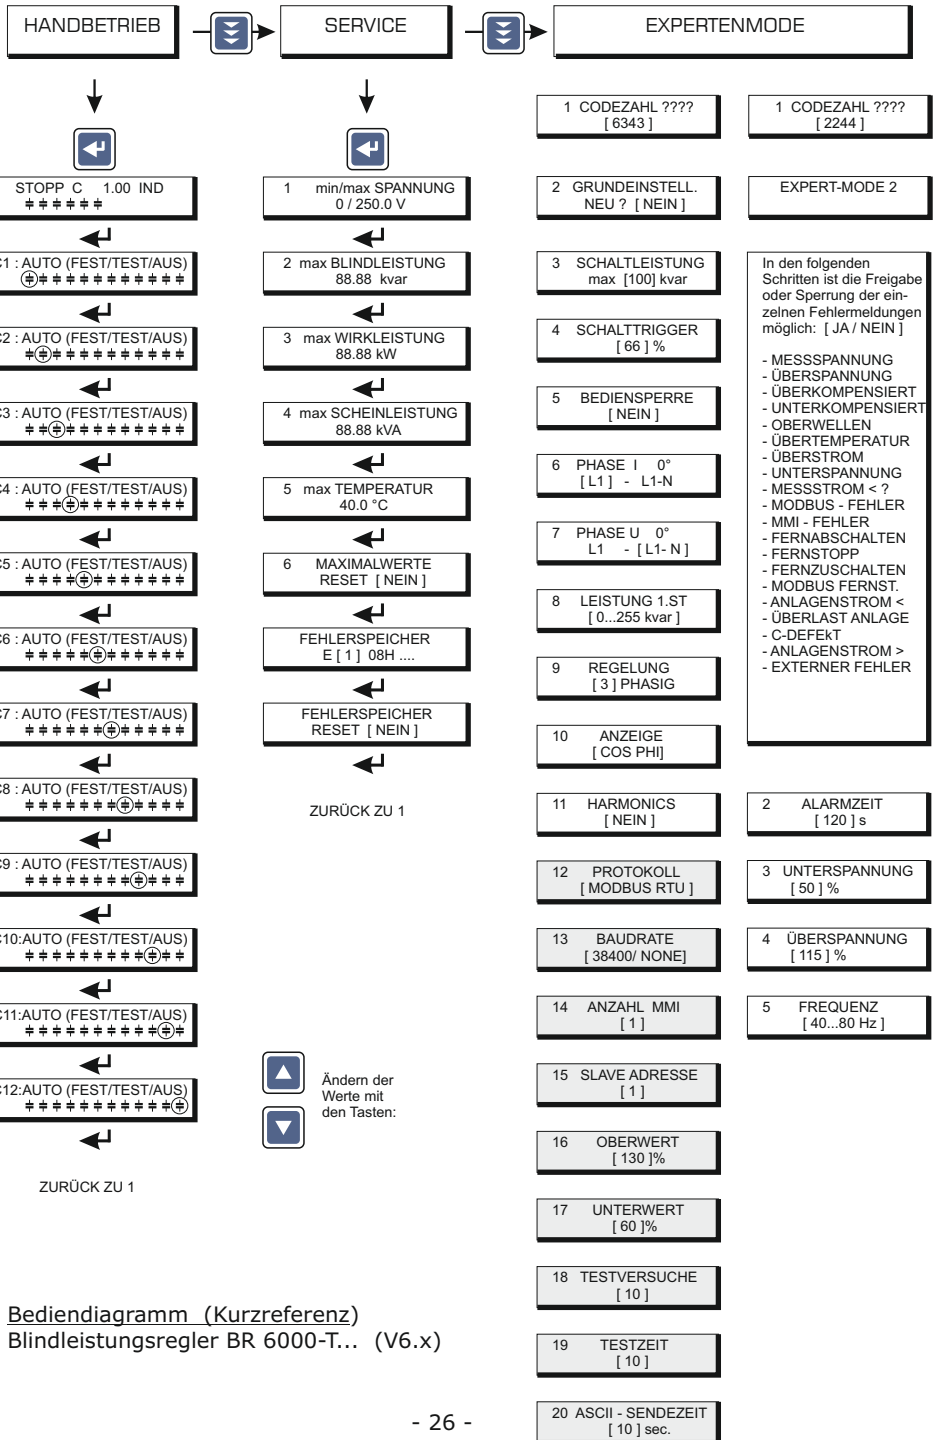 HANDBETRIEB
SERVICE
EXPERTENMODE
STOPP C 1.00 IND
C1 : AUTO (FEST/TEST/AUS)
C2 : AUTO (FEST/TEST/AUS)
C3 : AUTO (FEST/TEST/AUS)
C4 : AUTO (FEST/TEST/AUS)
C5 : AUTO (FEST/TEST/AUS)
C6 : AUTO (FEST/TEST/AUS)
C7 : AUTO (FEST/TEST/AUS)
C8 : AUTO (FEST/TEST/AUS)
C9 : AUTO (FEST/TEST/AUS)
C10:AUTO (FEST/TEST/AUS)
C11:AUTO (FEST/TEST/AUS)
C12:AUTO (FEST/TEST/AUS)
ZURÜCK ZU 1
1 min/max SPANNUNG
0 / 250.0 V
2 max BLINDLEISTUNG
88.88 kvar
3 max WIRKLEISTUNG
88.88 kW
4 max SCHEINLEISTUNG
88.88 kVA
5 max TEMPERATUR
40.0 °C
6 MAXIMALWERTE
RESET [ NEIN ]
FEHLERSPEICHER
E [ 1 ] 08H ....
FEHLERSPEICHER
RESET [ NEIN ]
ZURÜCK ZU 1
Ändern der
Werte mit
den Tasten:
1 CODEZAHL ????
[ 6343 ]
2 GRUNDEINSTELL.
NEU ? [ NEIN ]
3 SCHALTLEISTUNG
max [100] kvar
4 SCHALTTRIGGER
[ 66 ] %
5 BEDIENSPERRE
[ NEIN ]
6 PHASE I 0°
[ L1 ] - L1-N
7 PHASE U 0°
L1 - [ L1- N ]
8 LEISTUNG 1.ST
[ 0...255 kvar ]
9 REGELUNG
[ 3 ] PHASIG
10 ANZEIGE
[ COS PHI]
11 HARMONICS
[ NEIN ]
12 PROTOKOLL
[ MODBUS RTU ]
13 BAUDRATE
[ 38400/ NONE]
14 ANZAHL MMI
[ 1 ]
15 SLAVE ADRESSE
[ 1 ]
16 OBERWERT
[ 130 ]%
17 UNTERWERT
[ 60 ]%
18 TESTVERSUCHE
[ 10 ]
19 TESTZEIT
[ 10 ]
20 ASCII - SENDEZEIT
[ 10 ] sec.
1 CODEZAHL ????
[ 2244 ]
EXPERT-MODE 2
In den folgenden
Schritten ist die Freigabe
oder Sperrung der ein-
zelnen Fehlermeldungen
möglich: [ JA / NEIN ]
- MESSSPANNUNG
- ÜBERSPANNUNG
- ÜBERKOMPENSIERT
- UNTERKOMPENSIERT
- OBERWELLEN
- ÜBERTEMPERATUR
- ÜBERSTROM
- UNTERSPANNUNG
- MESSSTROM < ?
- MODBUS - FEHLER
- MMI - FEHLER
- FERNABSCHALTEN
- FERNSTOPP
- FERNZUSCHALTEN
- MODBUS FERNST.
- ANLAGENSTROM <
- ÜBERLAST ANLAGE
- C-DEFEkT
- ANLAGENSTROM >
- EXTERNER FEHLER
2 ALARMZEIT
[ 120 ] s
3 UNTERSPANNUNG
[ 50 ] %
4 ÜBERSPANNUNG
[ 115 ] %
5 FREQUENZ
[ 40...80 Hz ]
Bediendiagramm (Kurzreferenz)
Blindleistungsregler BR 6000-T... (V6.x)
- 26 -